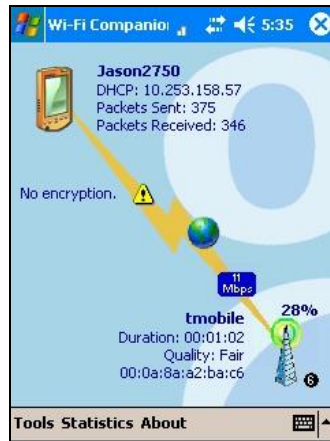 Wi-Fi Companion 5:35
Jason2750
DHCP: 10.253.158.57
Packets Sent: 375
Packets Received: 346
No encryption.
11
Mbps
28%
tmobile
Duration: 00:01:02
Quality: Fair
00:0a:8a:a2:ba:c6
6
Tools Statistics About